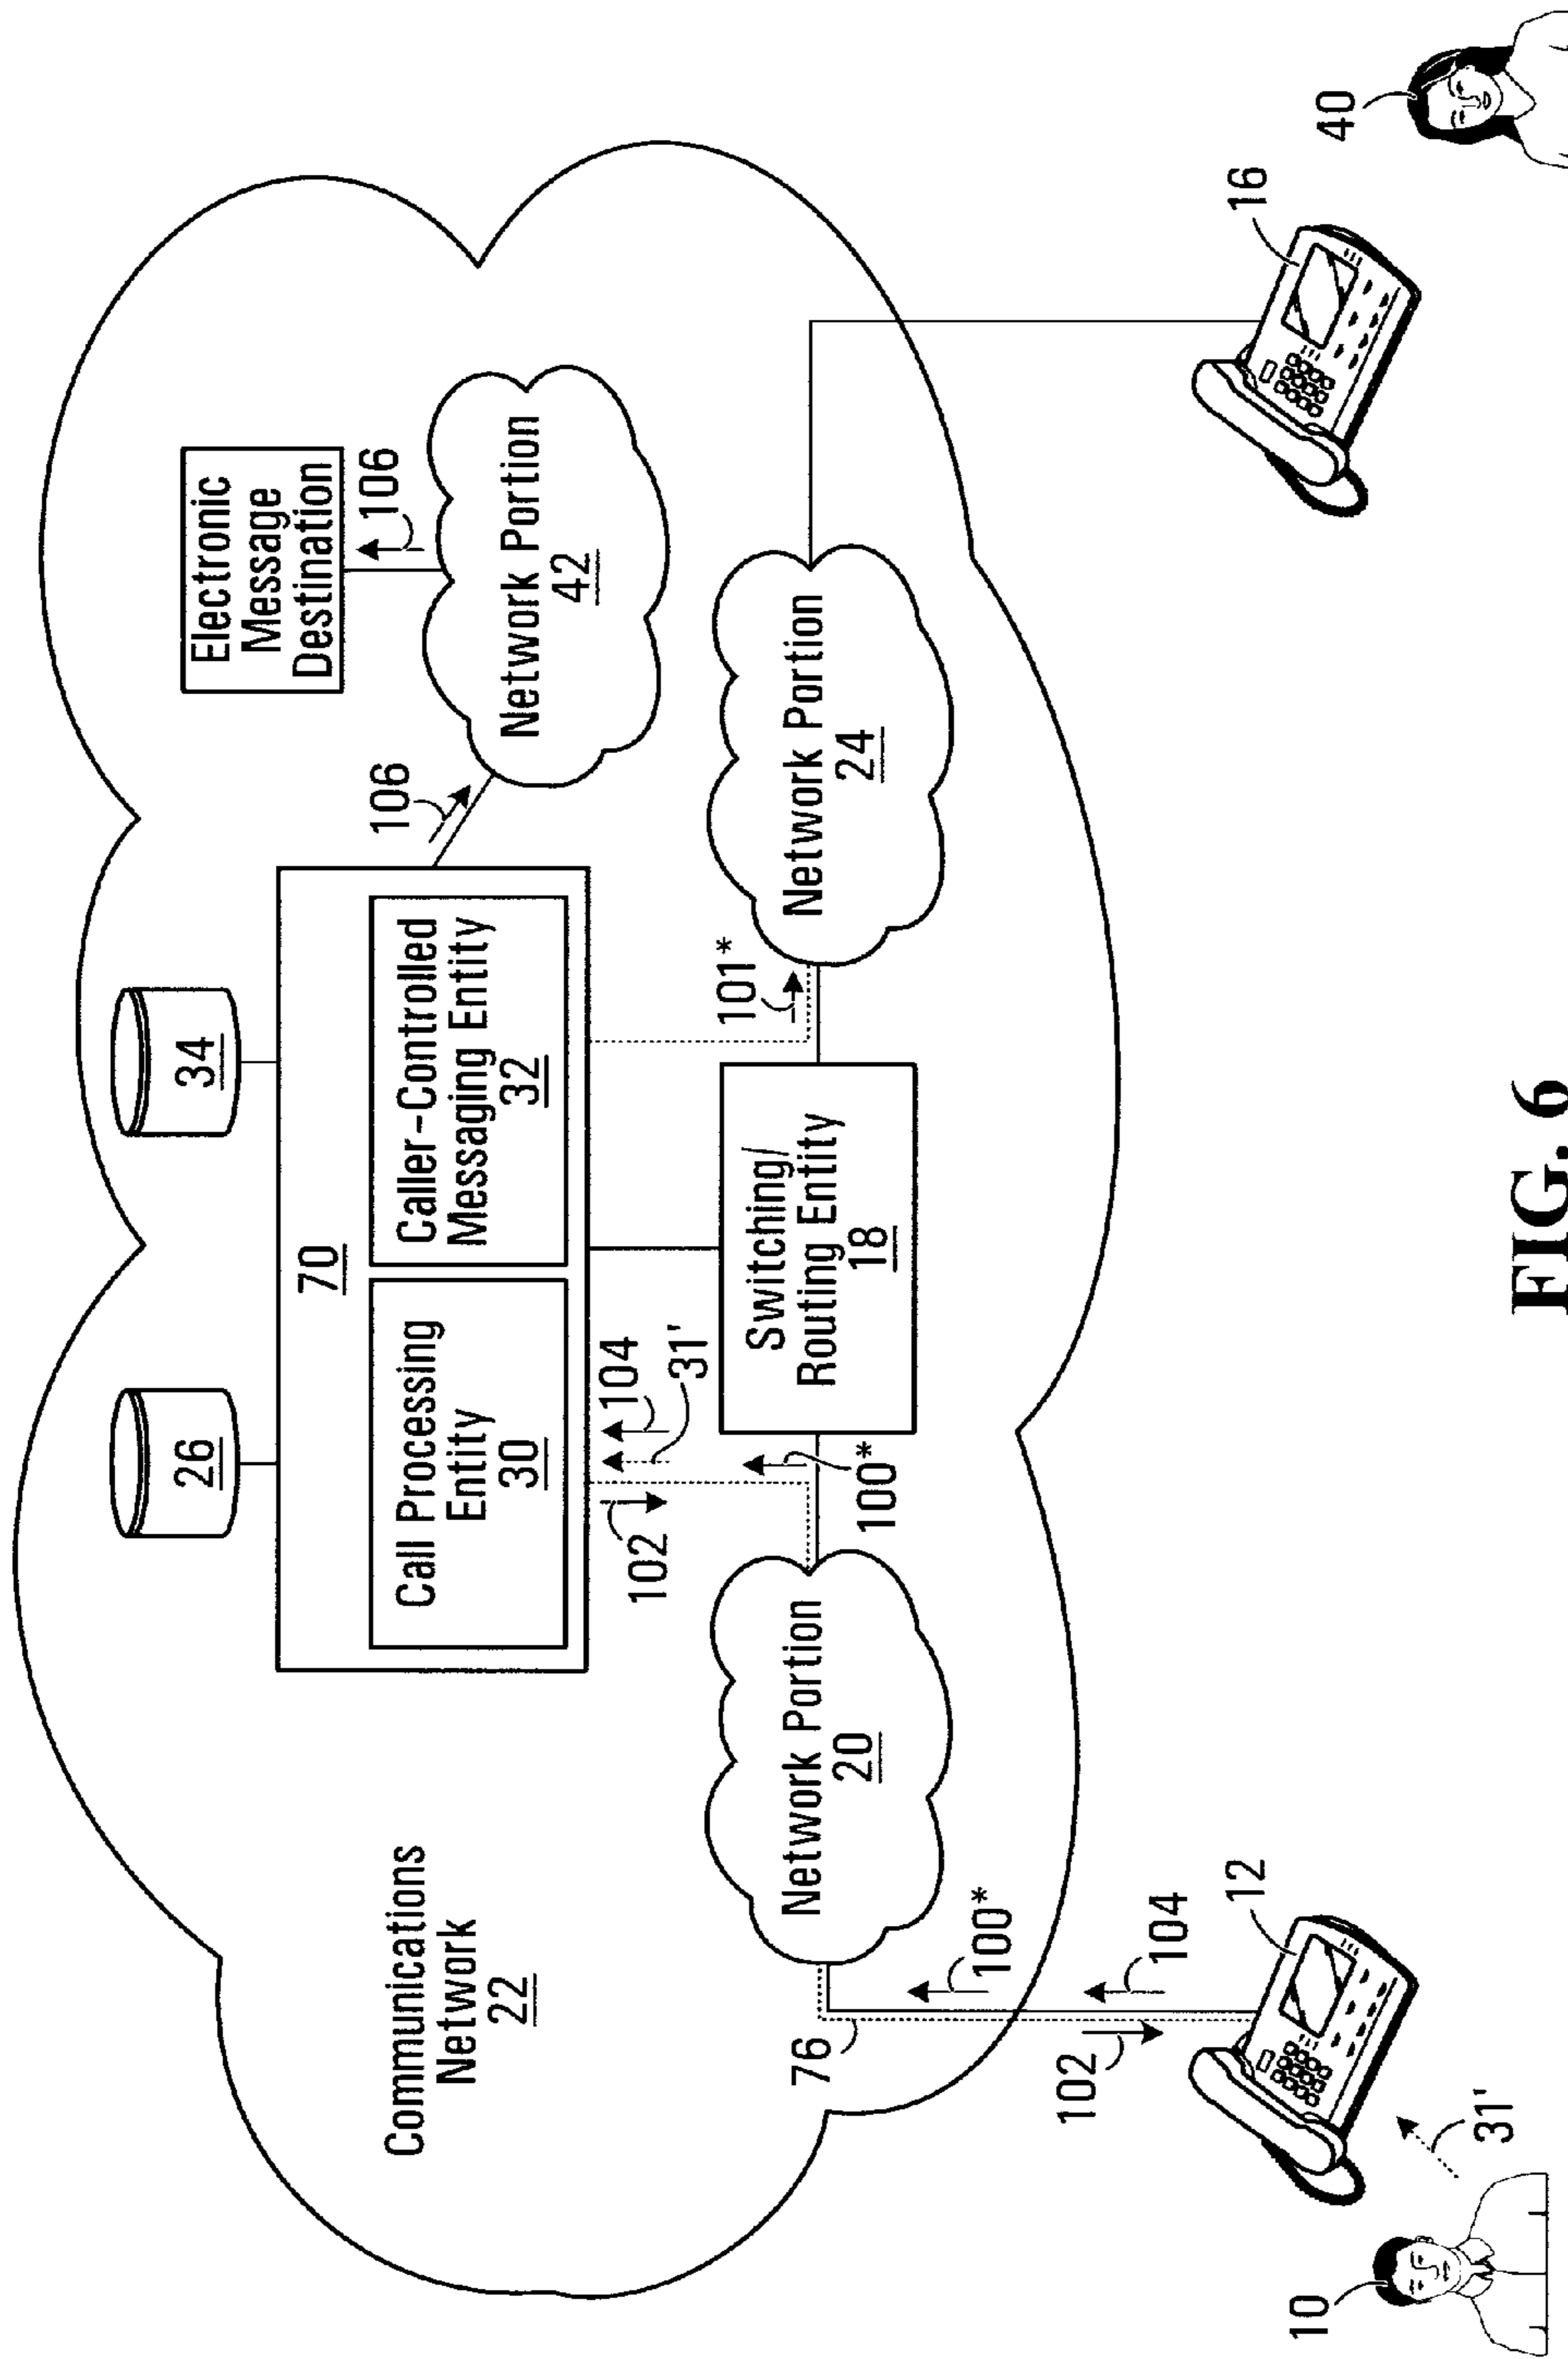 26
34
Electronic
Message
Destination
106
70
Call Processing
Entity
30
Caller-Controlled
Messaging Entity
32
106
Network Portion
42
Communications
Network
22
102
104
31'
101*
Network Portion
20
100*
Switching/
Routing Entity
18
Network Portion
24
76
100*
102
104
12
16
10
31'
40
FIG. 6